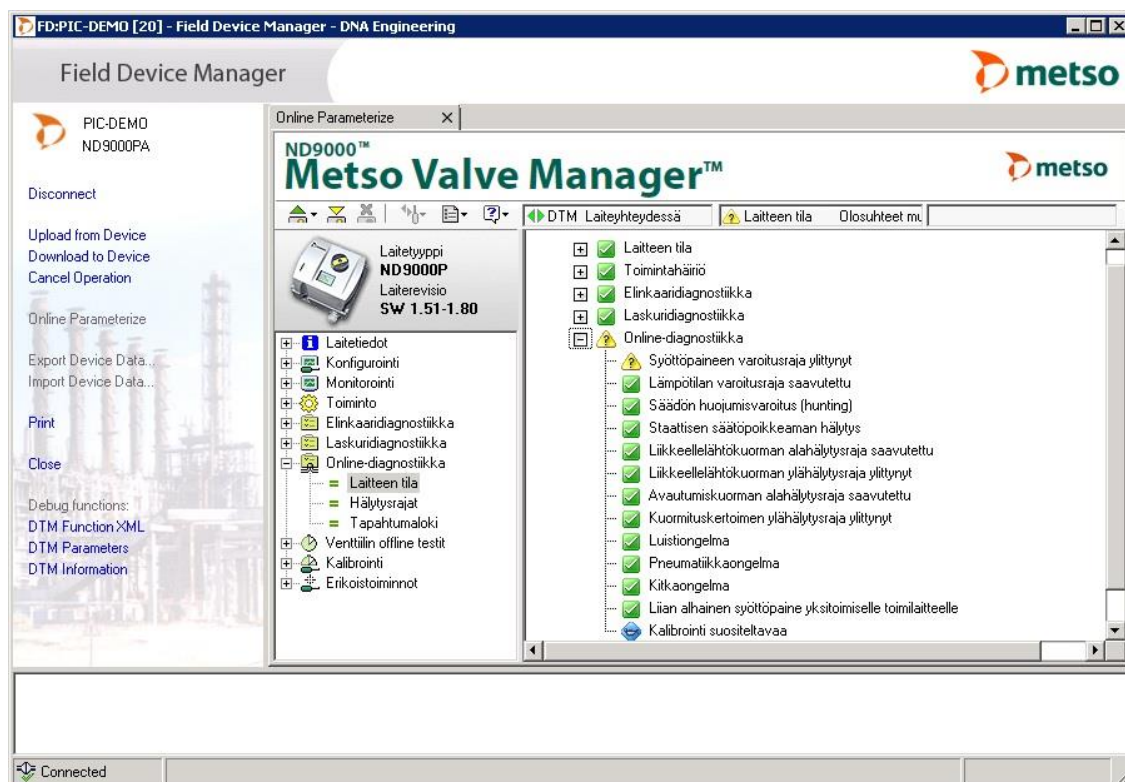 FD:PIC-DEMO [20] - Field Device Manager - DNA Engineering
Field Device Manager
metso
PIC-DEMO
ND9000PA
Disconnect
Upload from Device
Download to Device
Cancel Operation
Online Parameterize
Export Device Data...
Import Device Data...
Print
Close
Debug functions:
DTM Function XML
DTM Parameters
DTM Information
Online Parameterize X
ND9000™
Metso Valve Manager™
metso
DTM Laiteyhteydessä
Laitteen tila Olosuhteet mu
Laitetyyppi
ND9000P
Laiterevisio
SW 1.51-1.80
Laitetiedot
Konfigurointi
Monitorointi
Toiminto
Elinkaaridiagnostiikka
Laskuridiagnostiikka
Online-diagnostiikka
Laitteen tila
Hälytysrajat
Tapahtumaloki
Venttiilin offline testit
Kalibrointi
Erikoistoiminnot
Laitteen tila
Toimintahäiriö
Elinkaaridiagnostiikka
Laskuridiagnostiikka
Online-diagnostiikka
Syöttöpaineen varoitusraja ylittynyt
Lämpötilan varoitusraja saavutettu
Säädön huojumisvaroitus (hunting)
Staattisen säätöpoikkeaman hälytys
Liikkeellelähtökuorman alahälytysraja saavutettu
Liikkeellelähtökuorman ylähälytysraja ylittynyt
Avautumiskuorman alahälytysraja saavutettu
Kuormituskertoimen ylähälytysraja ylittynyt
Luistiongelma
Pneumatiikkaongelma
Kitkaongelma
Liian alhainen syöttöpaine yksitoimiselle toimilaitteelle
Kalibrointi suositeltavaa
Connected